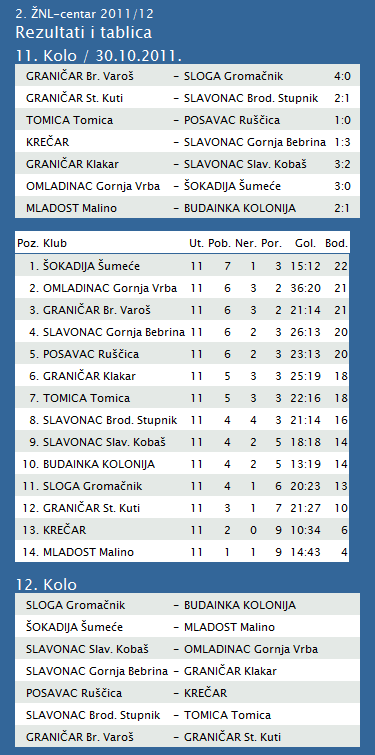 2. ŽNL-centar 2011/12
Rezultati i tablica
11. Kolo / 30.10.2011.
GRANIČAR Br. Varoš - SLOGA Gromačnik 4:0
GRANIČAR St. Kuti - SLAVONAC Brod. Stupnik 2:1
TOMICA Tomica - POSAVAC Ruščica 1:0
KREČAR - SLAVONAC Gornja Bebrina 1:3
GRANIČAR Klakar - SLAVONAC Slav. Kobaš 3:2
OMLADINAC Gornja Vrba - ŠOKADIJA Šumeće 3:0
MLADOST Malino - BUDAINKA KOLONIJA 2:1
Poz. Klub Ut. Pob. Ner. Por. Gol. Bod.
1. ŠOKADIJA Šumeće 11 7 1 3 15:12 22
2. OMLADINAC Gornja Vrba 11 6 3 2 36:20 21
3. GRANIČAR Br. Varoš 11 6 3 2 21:14 21
4. SLAVONAC Gornja Bebrina 11 6 2 3 26:13 20
5. POSAVAC Ruščica 11 6 2 3 23:13 20
6. GRANIČAR Klakar 11 5 3 3 25:19 18
7. TOMICA Tomica 11 5 3 3 22:16 18
8. SLAVONAC Brod. Stupnik 11 4 4 3 21:14 16
9. SLAVONAC Slav. Kobaš 11 4 2 5 18:18 14
10. BUDAINKA KOLONIJA 11 4 2 5 13:19 14
11. SLOGA Gromačnik 11 4 1 6 20:23 13
12. GRANIČAR St. Kuti 11 3 1 7 21:27 10
13. KREČAR 11 2 0 9 10:34 6
14. MLADOST Malino 11 1 1 9 14:43 4
12. Kolo
SLOGA Gromačnik - BUDAINKA KOLONIJA
ŠOKADIJA Šumeće - MLADOST Malino
SLAVONAC Slav. Kobaš - OMLADINAC Gornja Vrba
SLAVONAC Gornja Bebrina - GRANIČAR Klakar
POSAVAC Ruščica - KREČAR
SLAVONAC Brod. Stupnik - TOMICA Tomica
GRANIČAR Br. Varoš - GRANIČAR St. Kuti